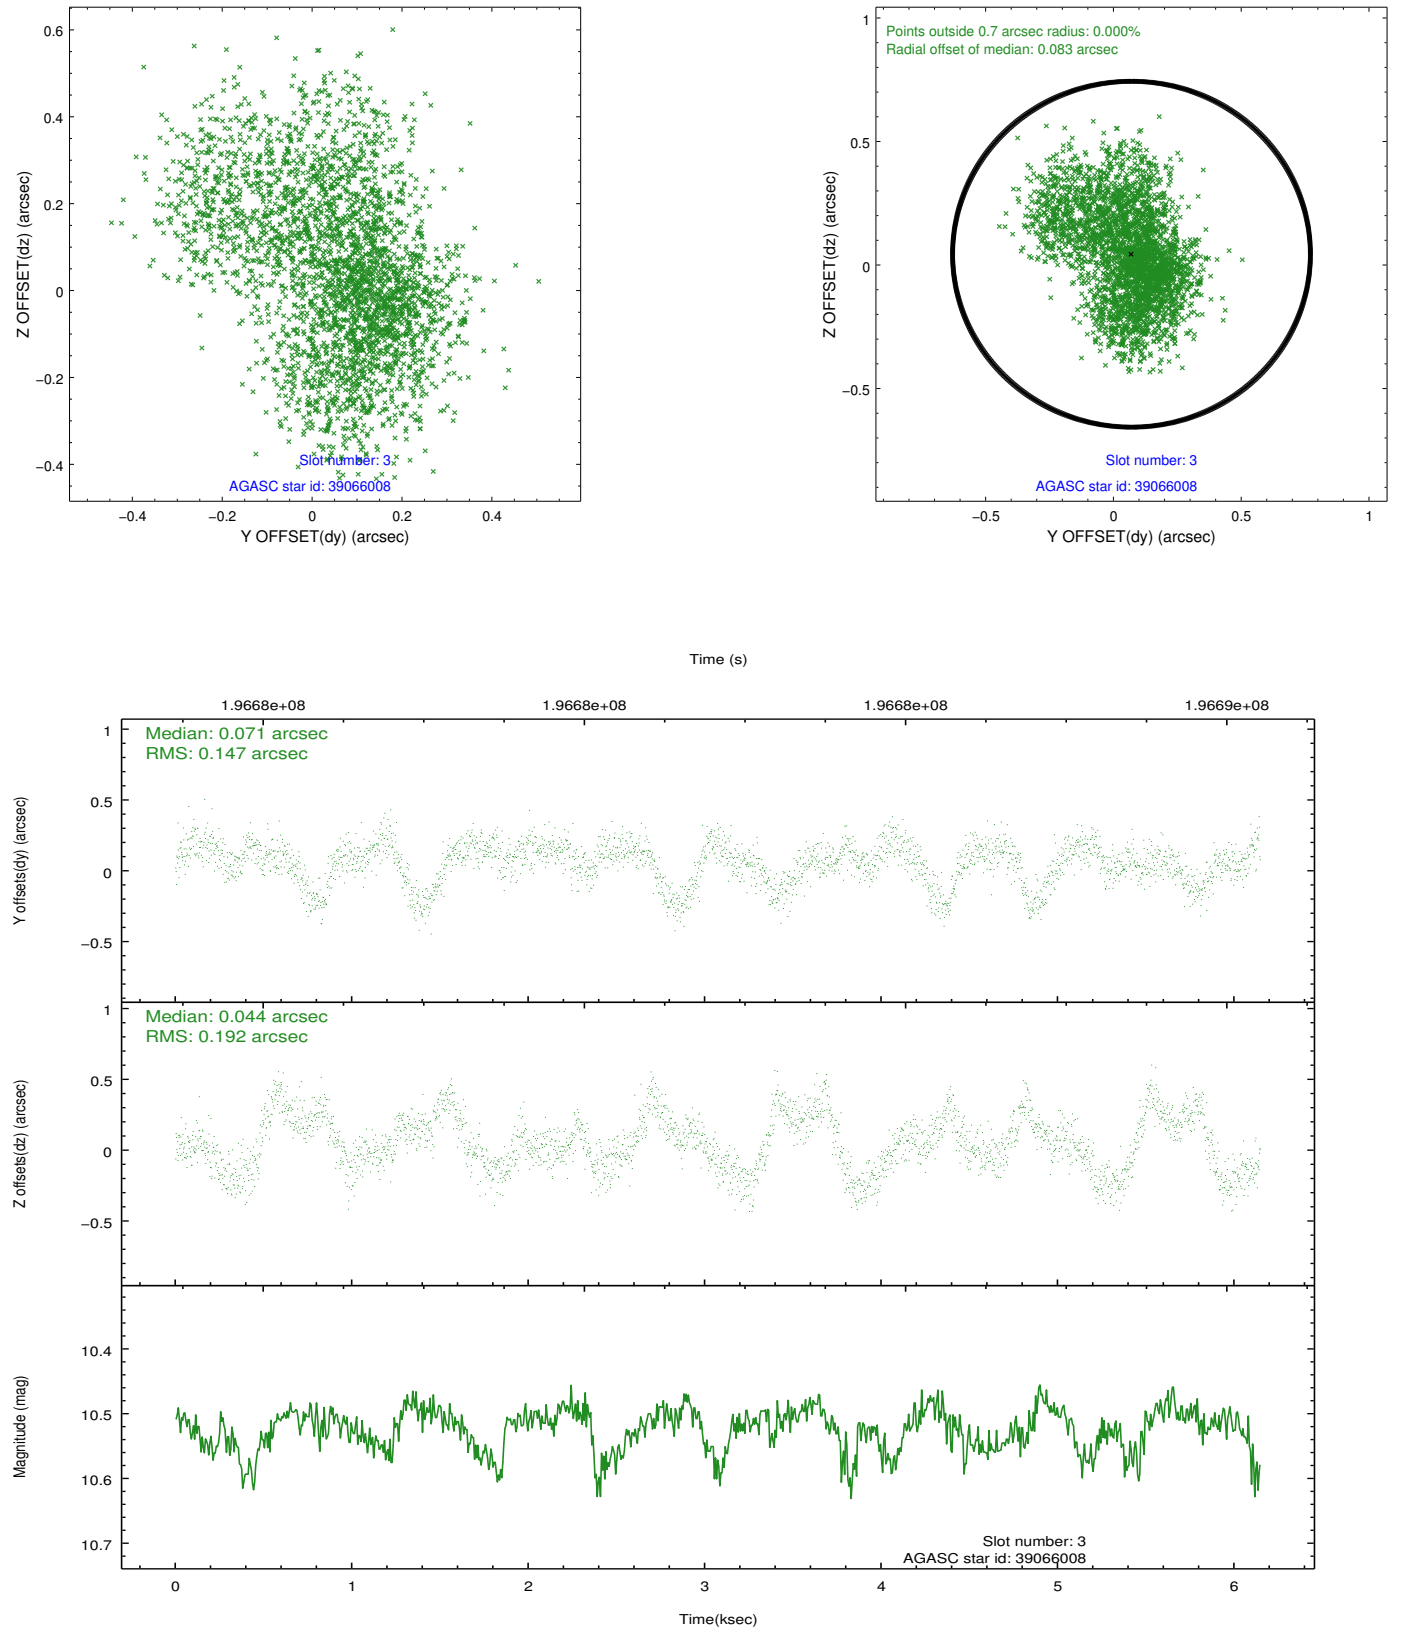 0.6
0.4
0.2
0
−0.2
−0.4
Z OFFSET(dz) (arcsec)
Slot number: 3
AGASC star id: 39066008
−0.4
−0.2
0
0.2
0.4
Y OFFSET(dy) (arcsec)
1
0.5
0
−0.5
Z OFFSET(dz) (arcsec)
Points outside 0.7 arcsec radius: 0.000%
Radial offset of median: 0.083 arcsec
Slot number: 3
AGASC star id: 39066008
−0.5
0
0.5
1
Y OFFSET(dy) (arcsec)
Time (s)
1.9668e+08
1.9668e+08
1.9668e+08
1.9669e+08
Median: 0.071 arcsec
RMS: 0.147 arcsec
1
0.5
0
−0.5
Y offsets(dy) (arcsec)
Median: 0.044 arcsec
RMS: 0.192 arcsec
1
0.5
0
−0.5
Z offsets(dz) (arcsec)
10.4
10.5
10.6
10.7
Magnitude (mag)
Slot number: 3
AGASC star id: 39066008
0
1
2
3
4
5
6
Time(ksec)